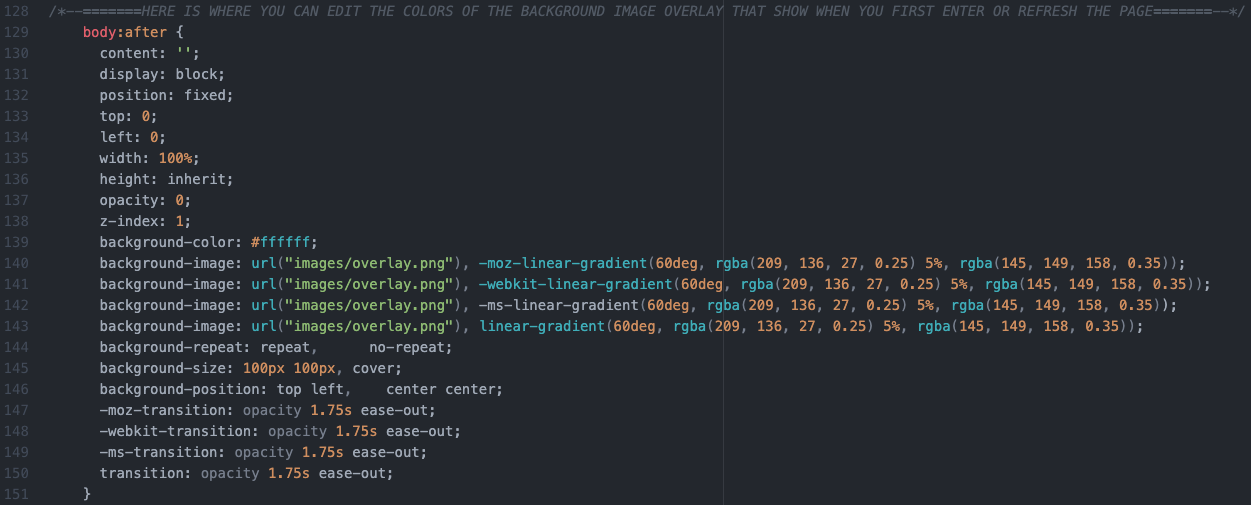 128 /*--=======HERE IS WHERE YOU CAN EDIT THE COLORS OF THE BACKGROUND IMAGE OVERLAY THAT SHOW WHEN YOU FIRST ENTER OR REFRESH THE PAGE=======--*/
129 body:after {
130 content: '';
131 display: block;
132 position: fixed;
133 top: 0;
134 left: 0;
135 width: 100%;
136 height: inherit;
137 opacity: 0;
138 z-index: 1;
139 background-color: #ffffff;
140 background-image: url("images/overlay.png"), -moz-linear-gradient(60deg, rgba(209, 136, 27, 0.25) 5%, rgba(145, 149, 158, 0.35));
141 background-image: url("images/overlay.png"), -webkit-linear-gradient(60deg, rgba(209, 136, 27, 0.25) 5%, rgba(145, 149, 158, 0.35));
142 background-image: url("images/overlay.png"), -ms-linear-gradient(60deg, rgba(209, 136, 27, 0.25) 5%, rgba(145, 149, 158, 0.35));
143 background-image: url("images/overlay.png"), linear-gradient(60deg, rgba(209, 136, 27, 0.25) 5%, rgba(145, 149, 158, 0.35));
144 background-repeat: repeat,      no-repeat;
145 background-size: 100px 100px, cover;
146 background-position: top left,    center center;
147 -moz-transition: opacity 1.75s ease-out;
148 -webkit-transition: opacity 1.75s ease-out;
149 -ms-transition: opacity 1.75s ease-out;
150 transition: opacity 1.75s ease-out;
151 }